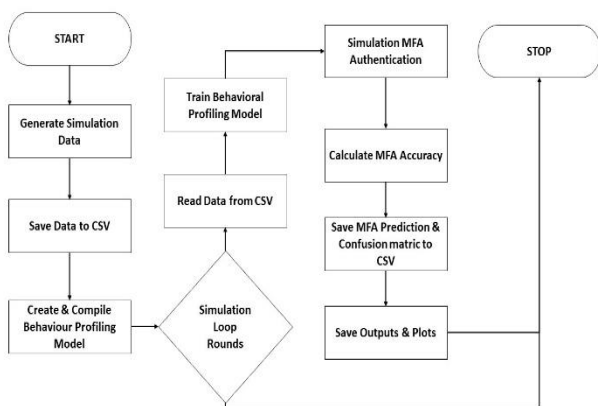 START
Generate Simulation
Data
Save Data to CSV
Create & Compile
Behaviour Profiling
Model
Simulation
Loop
Rounds
Read Data from CSV
Train Behavioral
Profiling Model
Simulation MFA
Authentication
Calculate MFA Accuracy
Save MFA Prediction &
Confusion matric to
CSV
Save Outputs & Plots
STOP